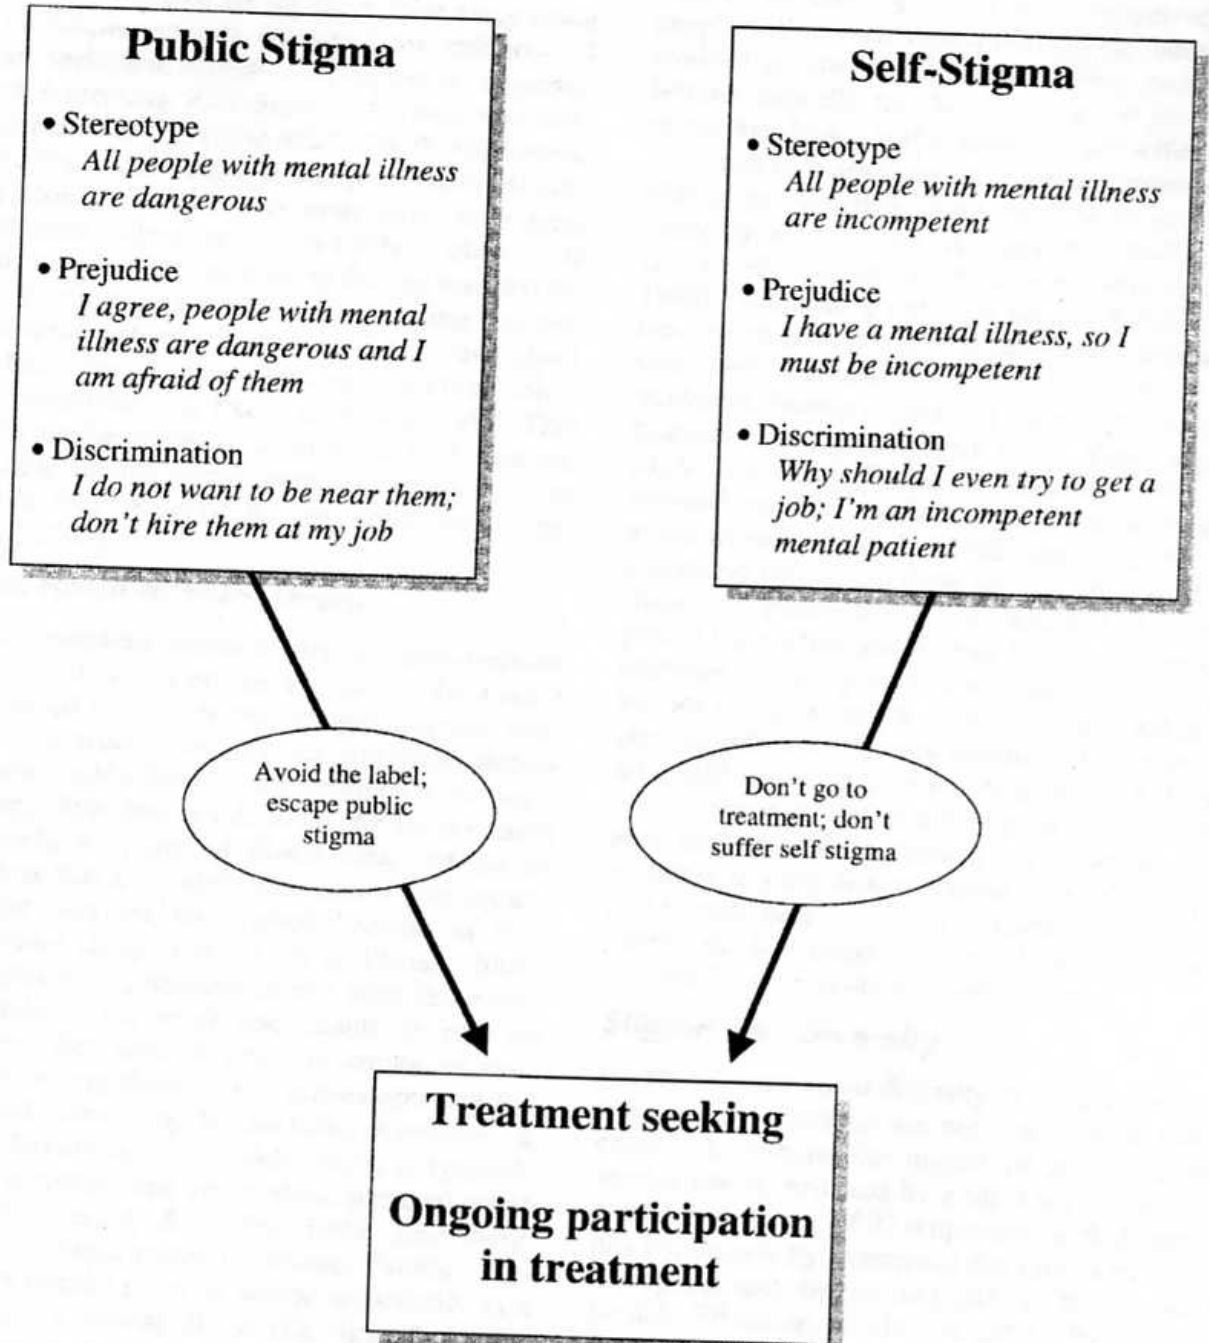 Public Stigma
• Stereotype
All people with mental illness
are dangerous
• Prejudice
I agree, people with mental
illness are dangerous and I
am afraid of them
• Discrimination
I do not want to be near them;
don't hire them at my job
Self-Stigma
• Stereotype
All people with mental illness
are incompetent
• Prejudice
I have a mental illness, so I
must be incompetent
• Discrimination
Why should I even try to get a
job; I'm an incompetent
mental patient
Avoid the label;
escape public
stigma
Don't go to
treatment; don't
suffer self stigma
Treatment seeking
Ongoing participation
in treatment